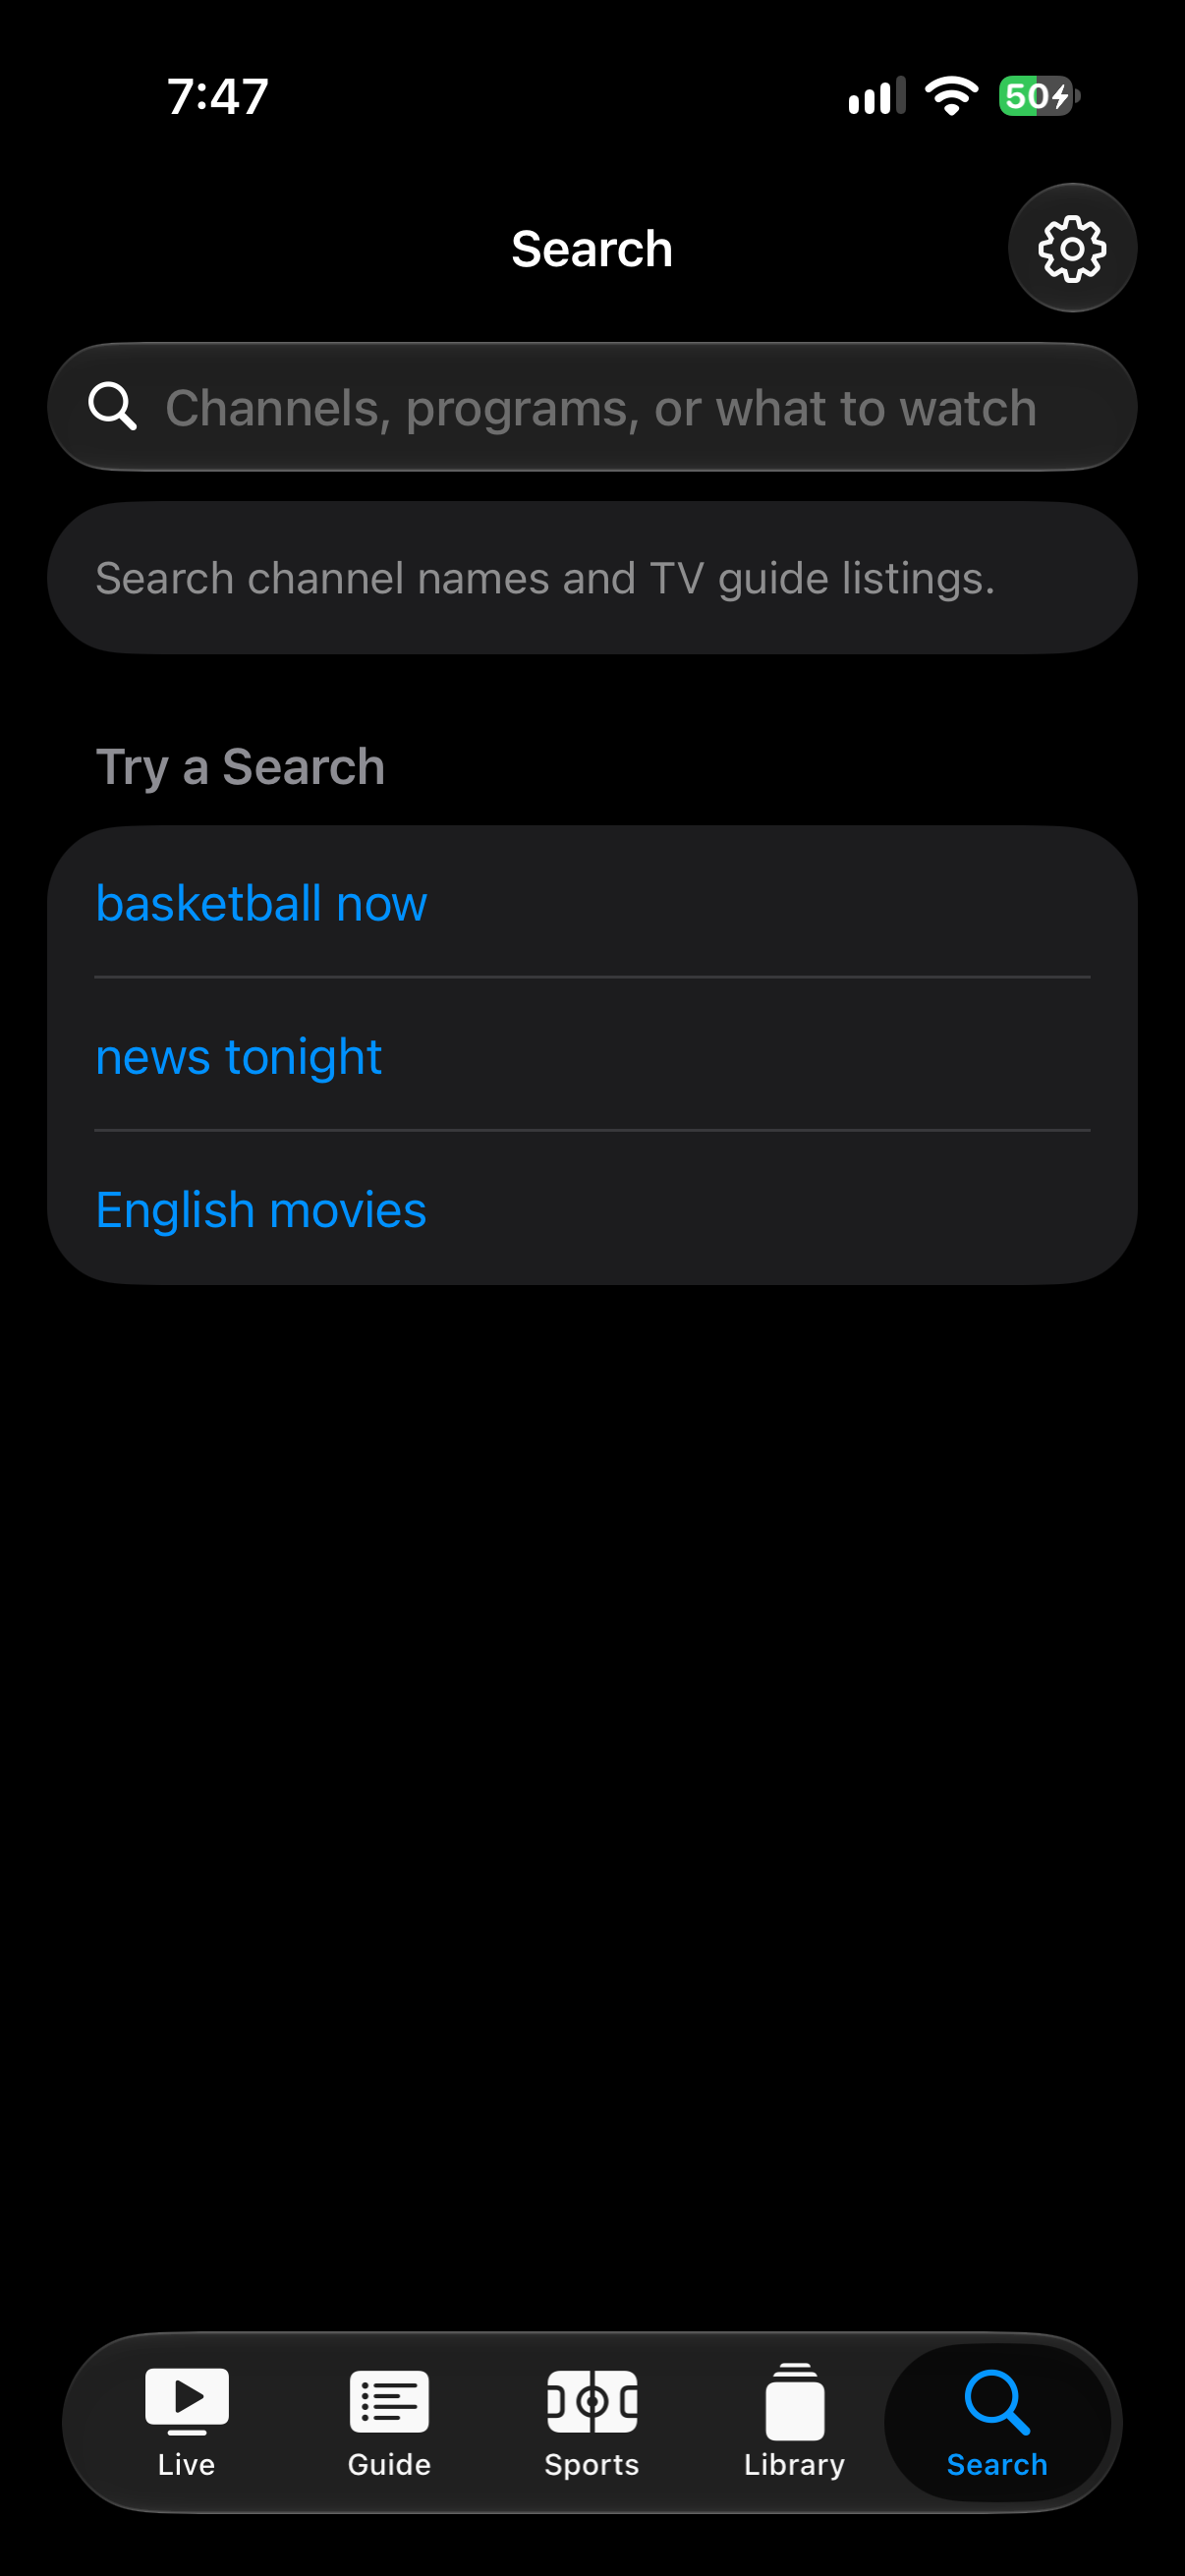 7:47
50
Search
Channels, programs, or what to watch
Search channel names and TV guide listings.
Try a Search
basketball now
news tonight
English movies
Live
Guide
Sports
Library
Search